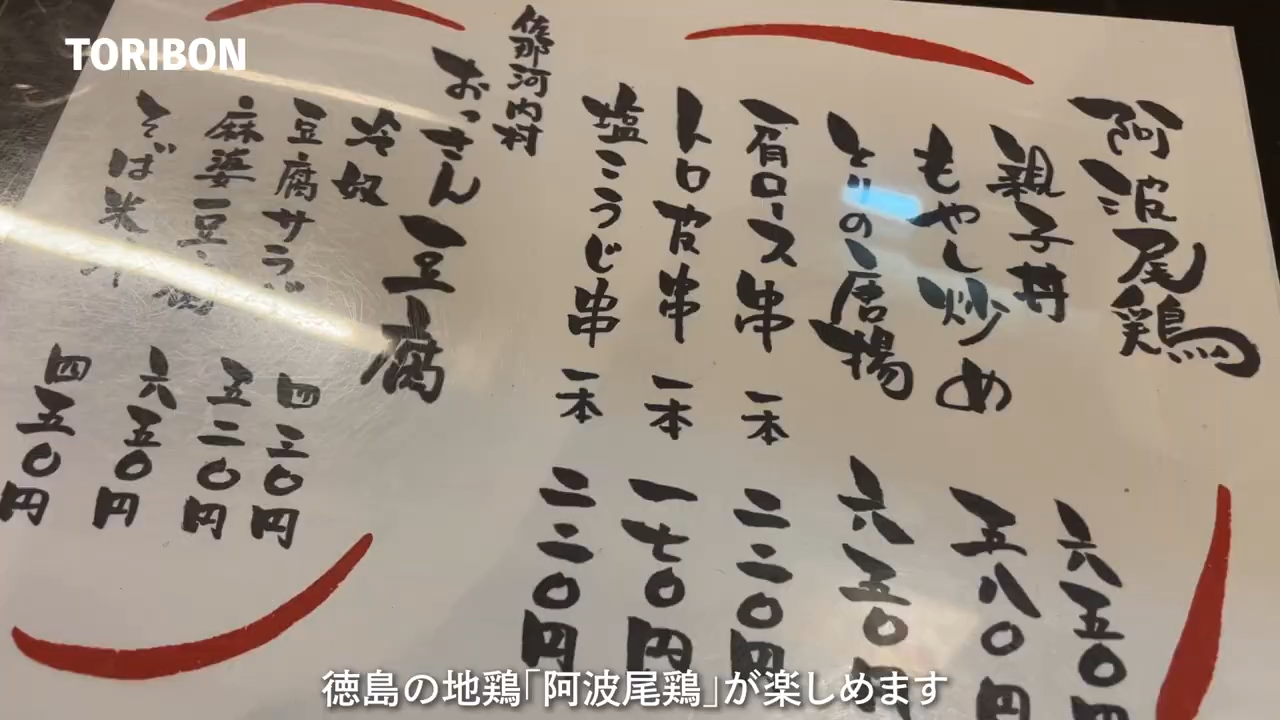 TORIBON
阿波尾鶏
親子丼 六五〇円
もやし炒め 五八〇円
とりの唐揚 六五〇円
肩ロース串 一本 二二〇円
トロ皮串 一本 一七〇円
塩こうじ串 一本 二二〇円
佐那河内村
おっさん豆腐
冷奴 四三〇円
豆腐サラダ 五二〇円
麻婆豆腐 六五〇円
そば米汁 四五〇円
徳島の地鶏「阿波尾鶏」が楽しめます